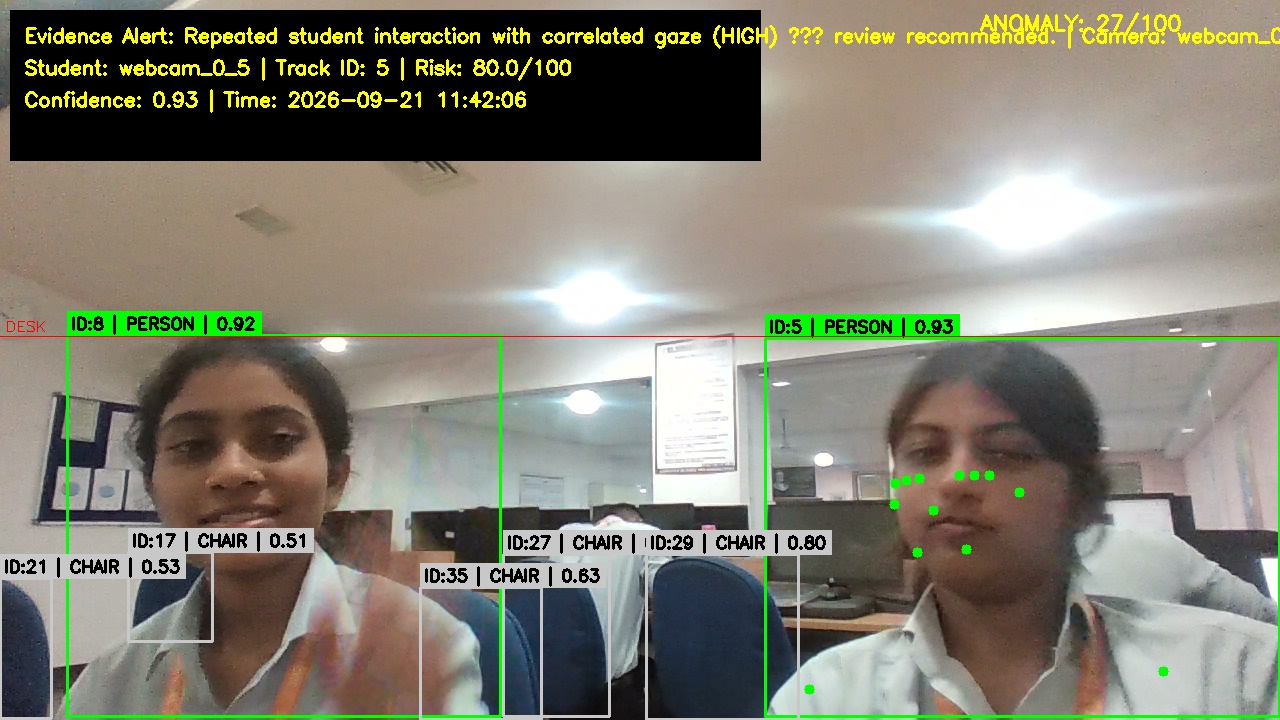 Evidence Alert: Repeated student interaction with correlated gaze (HIGH) ??? review recommended. | Camera: webcam_0
ANOMALY: 27/100
Student: webcam_0_5 | Track ID: 5 | Risk: 80.0/100
Confidence: 0.93 | Time: 2026-09-21 11:42:06
DESK
ID:8 | PERSON | 0.92
ID:5 | PERSON | 0.93
ID:17 | CHAIR | 0.51
ID:27 | CHAIR |
ID:29 | CHAIR | 0.80
ID:21 | CHAIR | 0.53
ID:35 | CHAIR | 0.63